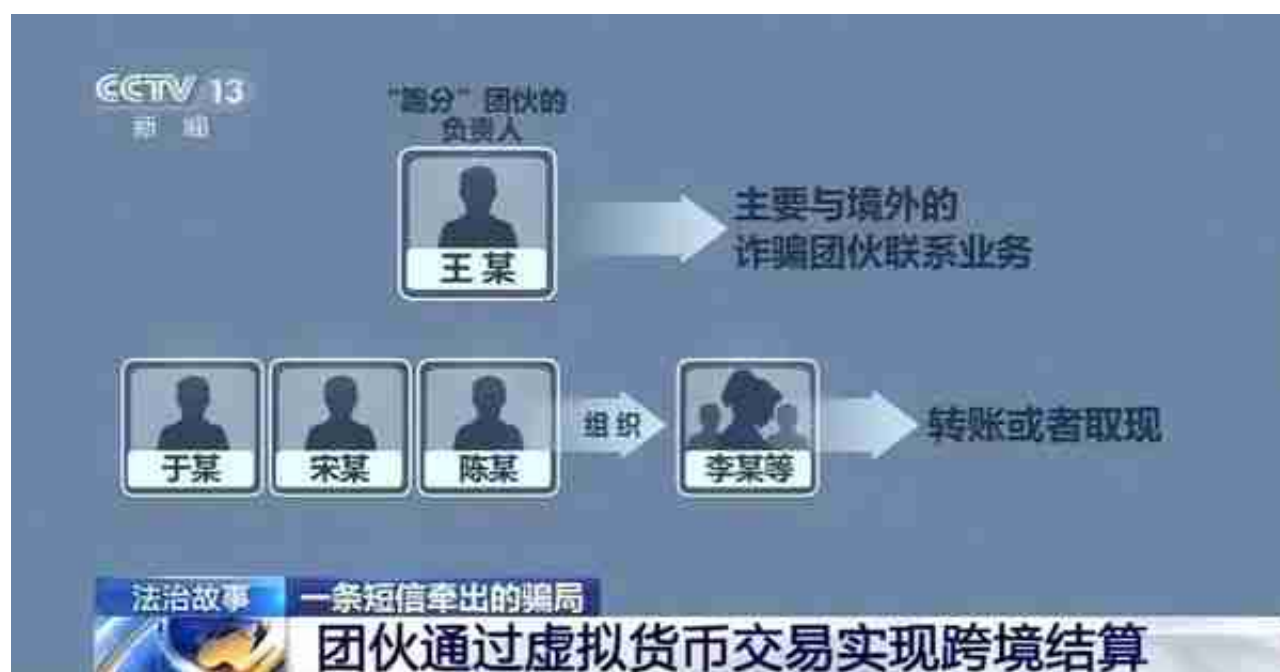 CCTV 13
新闻
“跑分”团伙的
负责人
王某
主要与境外的
诈骗团伙联系业务
于某
宋某
陈某
组织
李某等
转账或者取现
法治故事
一条短信牵出的骗局
团伙通过虚拟货币交易实现跨境结算